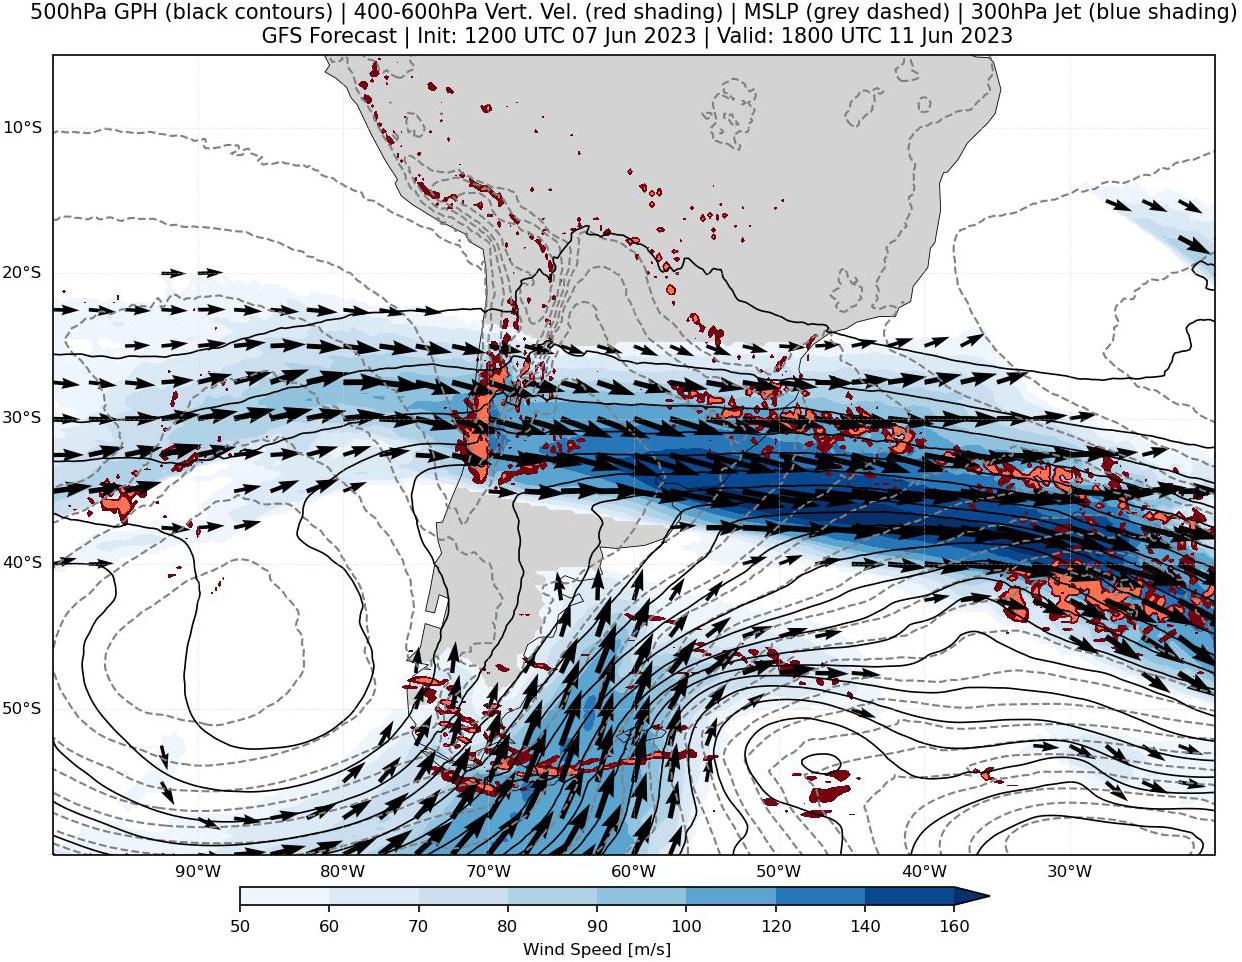 500hPa GPH (black contours) | 400-600hPa Vert. Vel. (red shading) | MSLP (grey dashed) | 300hPa Jet (blue shading)
GFS Forecast | Init: 1200 UTC 07 Jun 2023 | Valid: 1800 UTC 11 Jun 2023
10°S
20°S
30°S
40°S
50°S
90°W 80°W 70°W 60°W 50°W 40°W 30°W
50 60 70 80 90 100 120 140 160
Wind Speed [m/s]